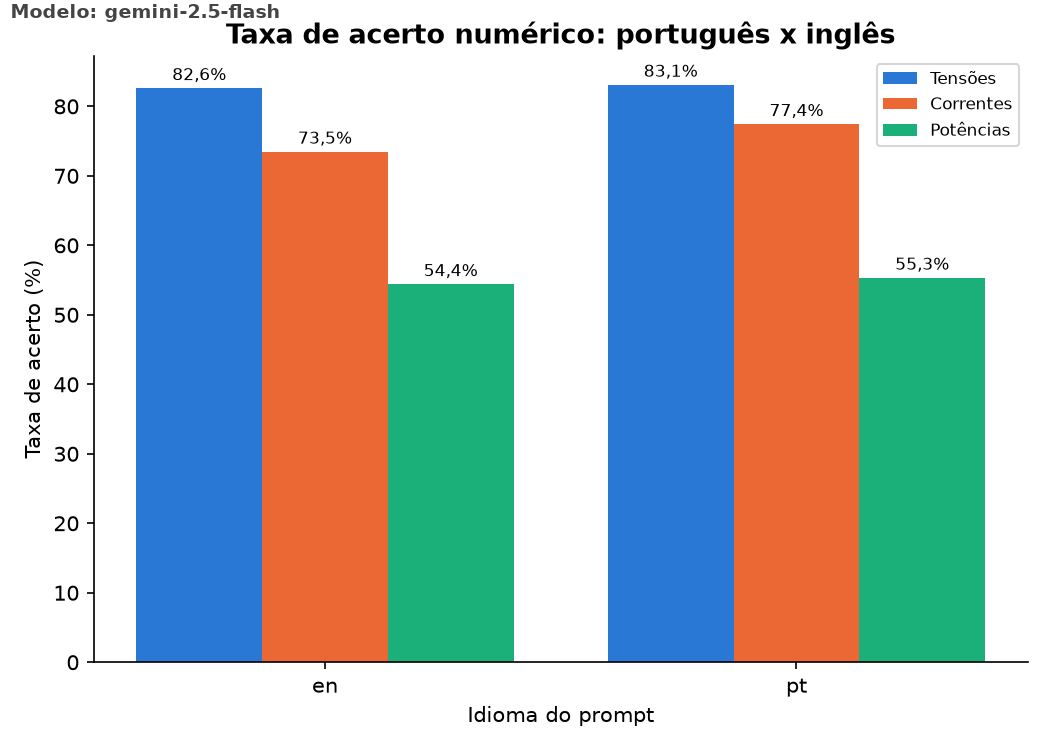 Modelo: gemini-2.5-flash
Taxa de acerto numérico: português x inglês
Tensões
Correntes
Potências
82,6%
73,5%
54,4%
83,1%
77,4%
55,3%
Taxa de acerto (%)
80
70
60
50
40
30
20
10
0
en
pt
Idioma do prompt